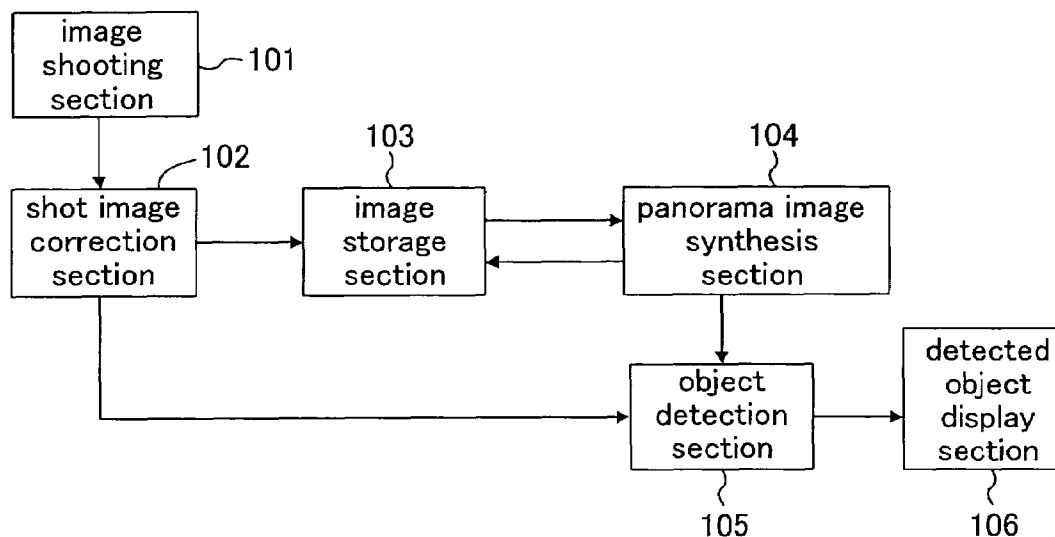 image
shooting
section
101
102
shot image
correction
section
103
image
storage
section
104
panorama image
synthesis
section
object
detection
section
105
detected
object
display
section
106